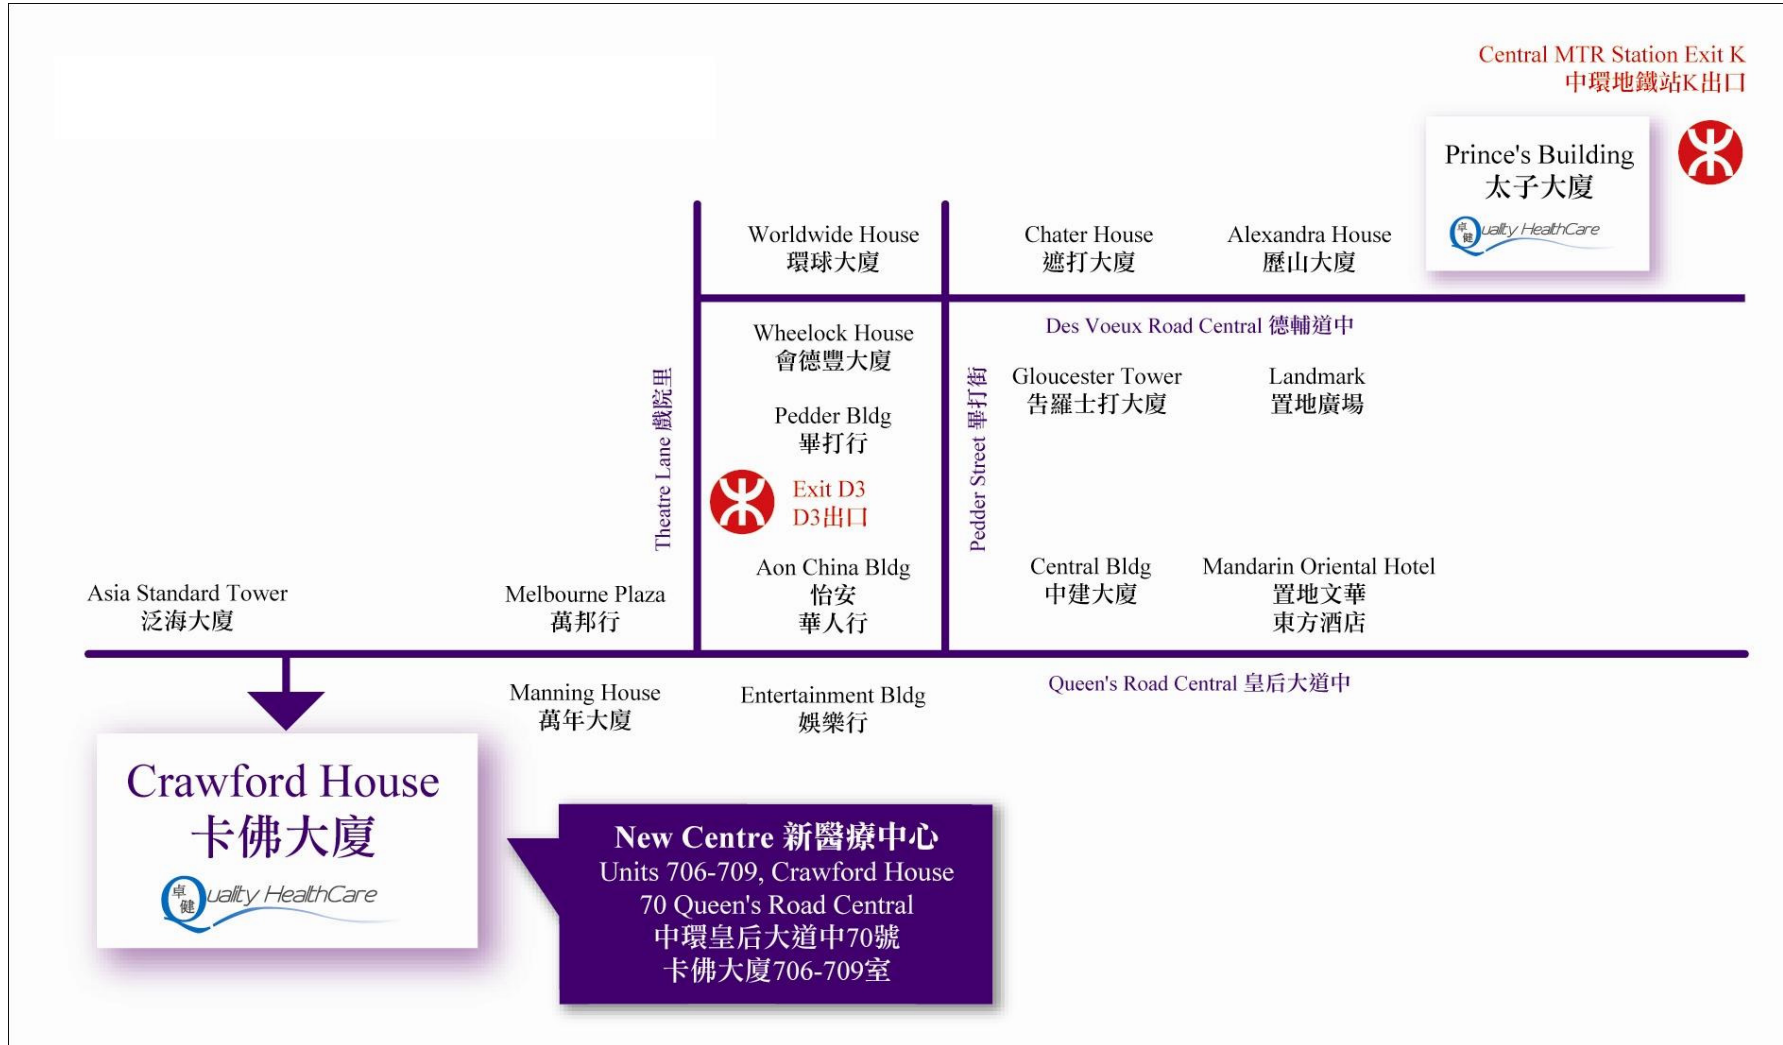 Central MTR Station Exit K
中環地鐵站K出口
Prince's Building
太子大廈
卓健 Quality HealthCare
Worldwide House
環球大廈
Chater House
遮打大廈
Alexandra House
歷山大廈
Des Voeux Road Central 德輔道中
Wheelock House
會德豐大廈
Theatre Lane 戲院里
Pedder Street 畢打街
Gloucester Tower
告羅士打大廈
Landmark
置地廣場
Pedder Bldg
畢打行
Exit D3
D3出口
Aon China Bldg
怡安
華人行
Central Bldg
中建大廈
Mandarin Oriental Hotel
置地文華
東方酒店
Asia Standard Tower
泛海大廈
Melbourne Plaza
萬邦行
Queen's Road Central 皇后大道中
Manning House
萬年大廈
Entertainment Bldg
娛樂行
Crawford House
卡佛大廈
卓健 Quality HealthCare
New Centre 新醫療中心
Units 706-709, Crawford House
70 Queen's Road Central
中環皇后大道中70號
卡佛大廈706-709室